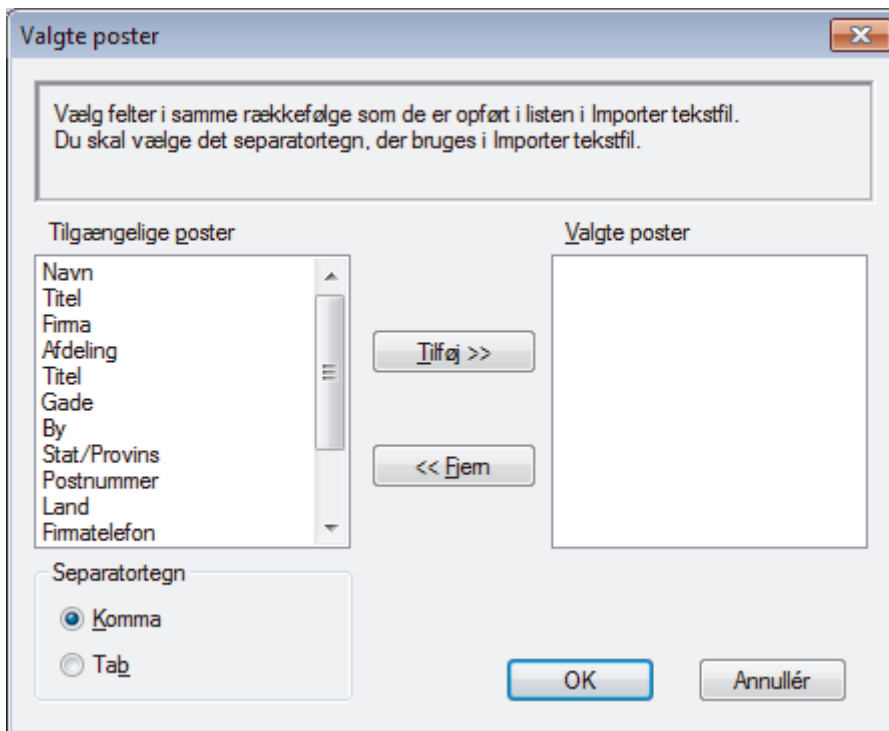 Valgte poster
Vælg felter i samme rækkefølge som de er opført i listen i Importer tekstfil.
Du skal vælge det separatortegn, der bruges i Importer tekstfil.
Tilgængelige poster
Valgte poster
Navn
Titel
Firma
Afdeling
Titel
Gade
By
Stat/Provins
Postnummer
Land
Firmatelefon
Tilføj >>
<< Fjern
Separatortegn
Komma
Tab
OK
Annullér